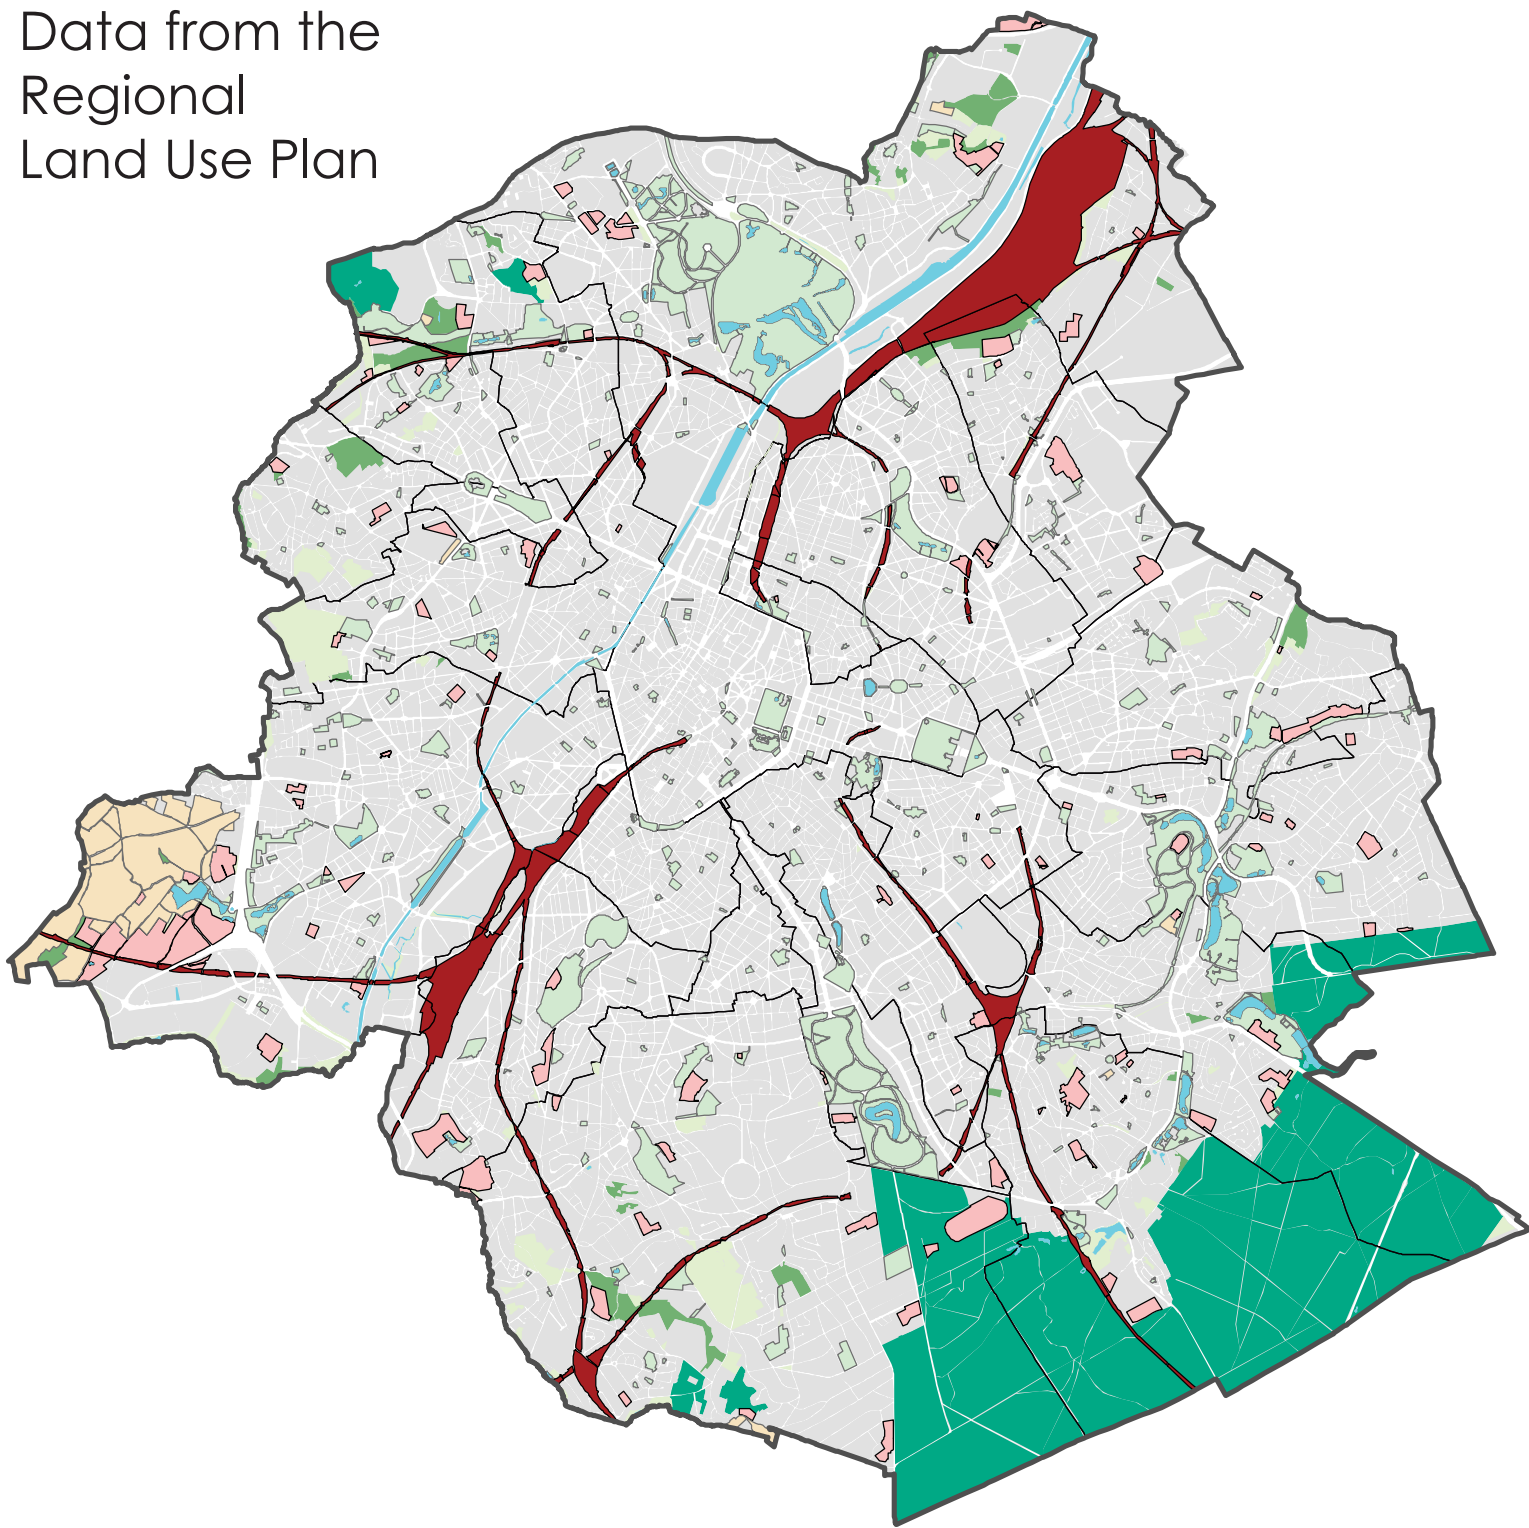 Data from the
Regional
Land Use Plan